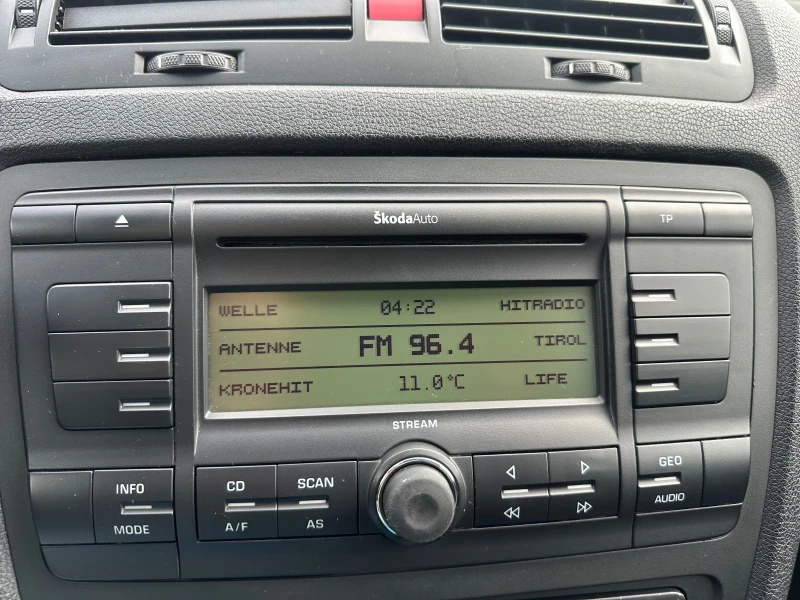 ŠkodaAuto
TP
WELLE 04:22 HITRADIO
ANTENNE FM 96.4 TIROL
KRONEHIT 11.0°C LIFE
STREAM
INFO
MODE
CD
A/F
SCAN
AS
GEO
AUDIO